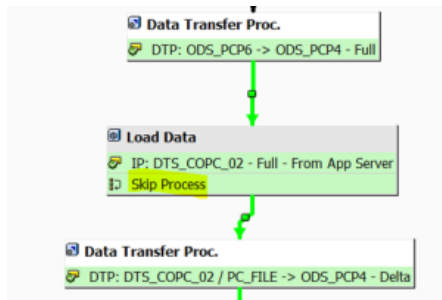 Data Transfer Proc.
DTP: ODS_PCP6 -> ODS_PCP4 - Full
Load Data
IP: DTS_COPC_02 - Full - From App Server
Skip Process
Data Transfer Proc.
DTP: DTS_COPC_02 / PC_FILE -> ODS_PCP4 - Delta